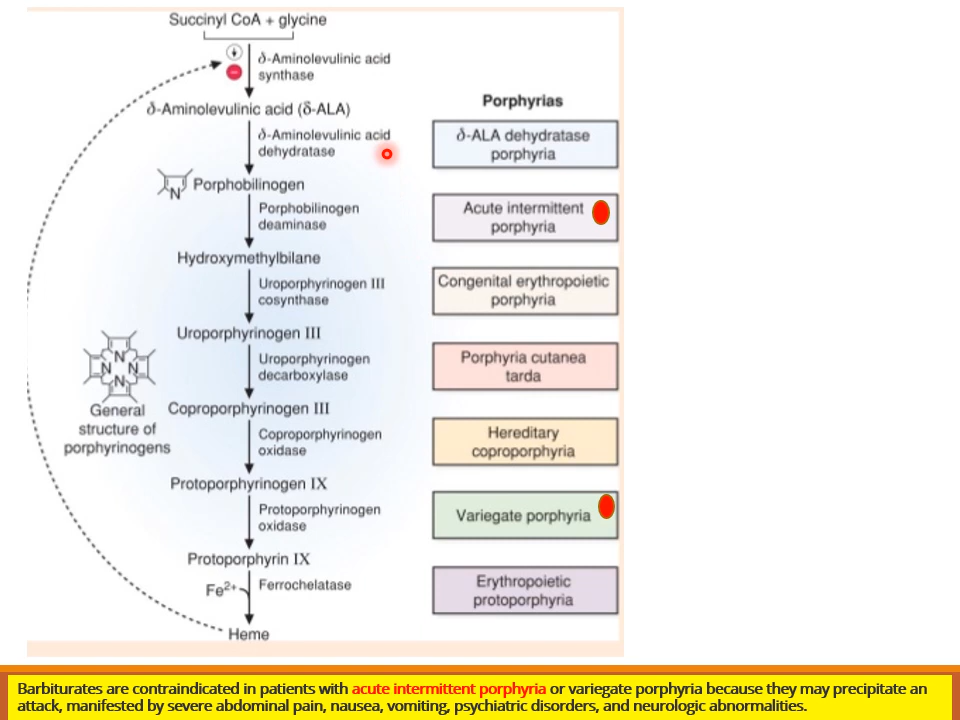 Succinyl CoA + glycine
δ-Aminolevulinic acid
synthase
δ-Aminolevulinic acid (δ-ALA)
δ-Aminolevulinic acid
dehydratase
N
Porphobilinogen
Porphobilinogen
deaminase
Hydroxymethylbilane
Uroporphyrinogen III
cosynthase
Uroporphyrinogen III
Uroporphyrinogen
decarboxylase
N
N N
N
General
structure of
porphyrinogens
Coproporphyrinogen III
Coproporphyrinogen
oxidase
Protoporphyrinogen IX
Protoporphyrinogen
oxidase
Protoporphyrin IX
Fe2+
Ferrochelatase
Heme
Porphyrias
δ-ALA dehydratase
porphyria
Acute intermittent
porphyria
Congenital erythropoietic
porphyria
Porphyria cutanea
tarda
Hereditary
coproporphyria
Variegate porphyria
Erythropoietic
protoporphyria
Barbiturates are contraindicated in patients with acute intermittent porphyria or variegate porphyria because they may precipitate an
attack, manifested by severe abdominal pain, nausea, vomiting, psychiatric disorders, and neurologic abnormalities.